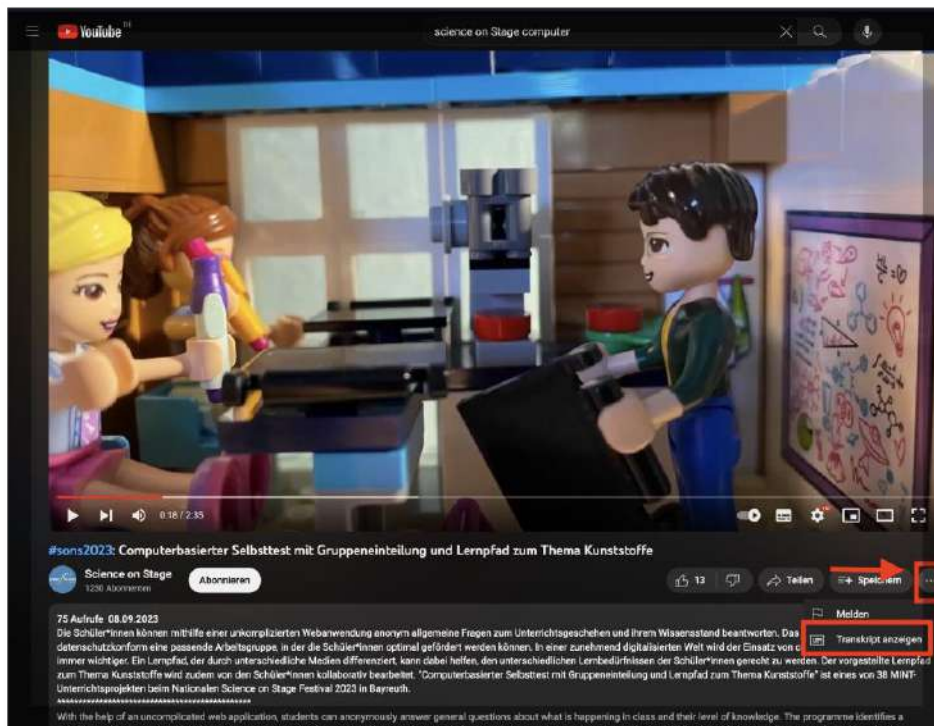 YouTube
science on Stage computer
0:18 / 2:35
#sons2023: Computerbasierter Selbsttest mit Gruppeneinteilung und Lernpfad zum Thema Kunststoffe
Science on Stage
1230 Abonnenten
Abonnieren
13
Teilen
Speichern
Melden
Transkript anzeigen
75 Aufrufe 08.09.2023
Die Schüler*innen können mithilfe einer unkomplizierten Webanwendung anonym allgemeine Fragen zum Unterrichtsgeschehen und ihrem Wissensstand beantworten. Das
datenschutzkonform eine passende Arbeitsgruppe, in der die Schüler*innen optimal gefördert werden können. In einer zunehmend digitalisierten Welt wird der Einsatz von
immer wichtiger. Ein Lernpfad, der durch unterschiedliche Medien differenziert, kann dabei helfen, den unterschiedlichen Lernbedürfnissen der Schüler*innen gerecht zu werden. Der vorgestellte Lernpfad
zum Thema Kunststoffe wird zudem von den Schüler*innen kollaborativ bearbeitet. "Computerbasierter Selbsttest mit Gruppeneinteilung und Lernpfad zum Thema Kunststoffe" ist eines von 38 MINT-
Unterrichtsprojekten beim Nationalen Science on Stage Festival 2023 in Bayreuth.
With the help of an uncomplicated web application, students can anonymously answer general questions about what is happening in class and their level of knowledge. The programme identifies a